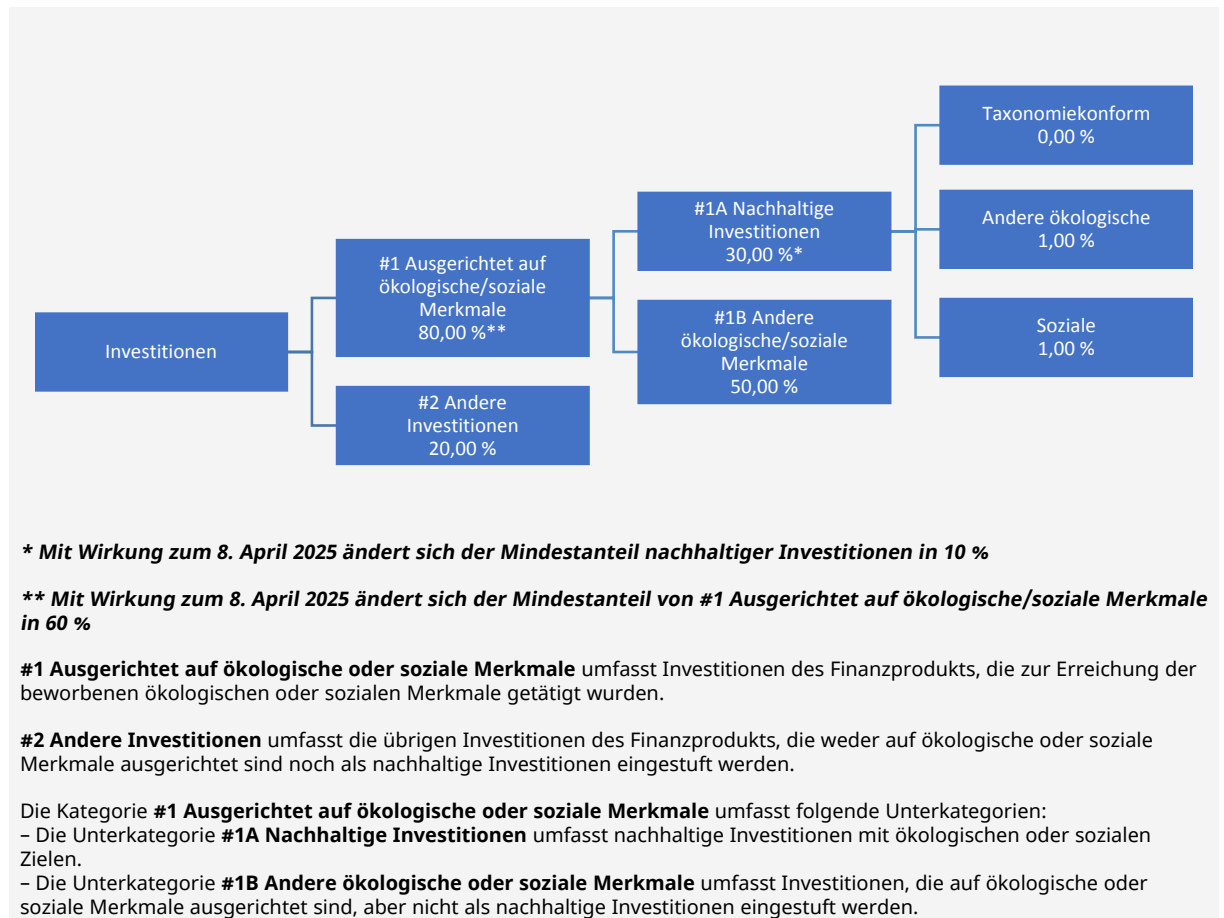 Taxonomiekonform
0,00 %
#1A Nachhaltige
Investitionen
30,00 %*
Andere ökologische
1,00 %
#1 Ausgerichtet auf
ökologische/soziale
Merkmale
80,00 %**
#1B Andere
ökologische/soziale
Merkmale
50,00 %
Soziale
1,00 %
Investitionen
#2 Andere
Investitionen
20,00 %
* Mit Wirkung zum 8. April 2025 ändert sich der Mindestanteil nachhaltiger Investitionen in 10 %
** Mit Wirkung zum 8. April 2025 ändert sich der Mindestanteil von #1 Ausgerichtet auf ökologische/soziale Merkmale
in 60 %
#1 Ausgerichtet auf ökologische oder soziale Merkmale umfasst Investitionen des Finanzprodukts, die zur Erreichung der
beworbenen ökologischen oder sozialen Merkmale getätigt wurden.
#2 Andere Investitionen umfasst die übrigen Investitionen des Finanzprodukts, die weder auf ökologische oder soziale
Merkmale ausgerichtet sind noch als nachhaltige Investitionen eingestuft werden.
Die Kategorie #1 Ausgerichtet auf ökologische oder soziale Merkmale umfasst folgende Unterkategorien:
– Die Unterkategorie #1A Nachhaltige Investitionen umfasst nachhaltige Investitionen mit ökologischen oder sozialen
Zielen.
– Die Unterkategorie #1B Andere ökologische oder soziale Merkmale umfasst Investitionen, die auf ökologische oder
soziale Merkmale ausgerichtet sind, aber nicht als nachhaltige Investitionen eingestuft werden.